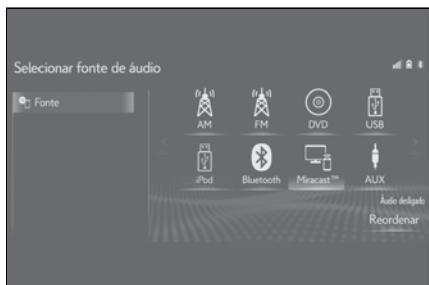 Selecionar fonte de áudio
Fonte
AM
FM
DVD
USB
iPod
Bluetooth
Miracast™
AUX
Áudio desligado
Reordenar